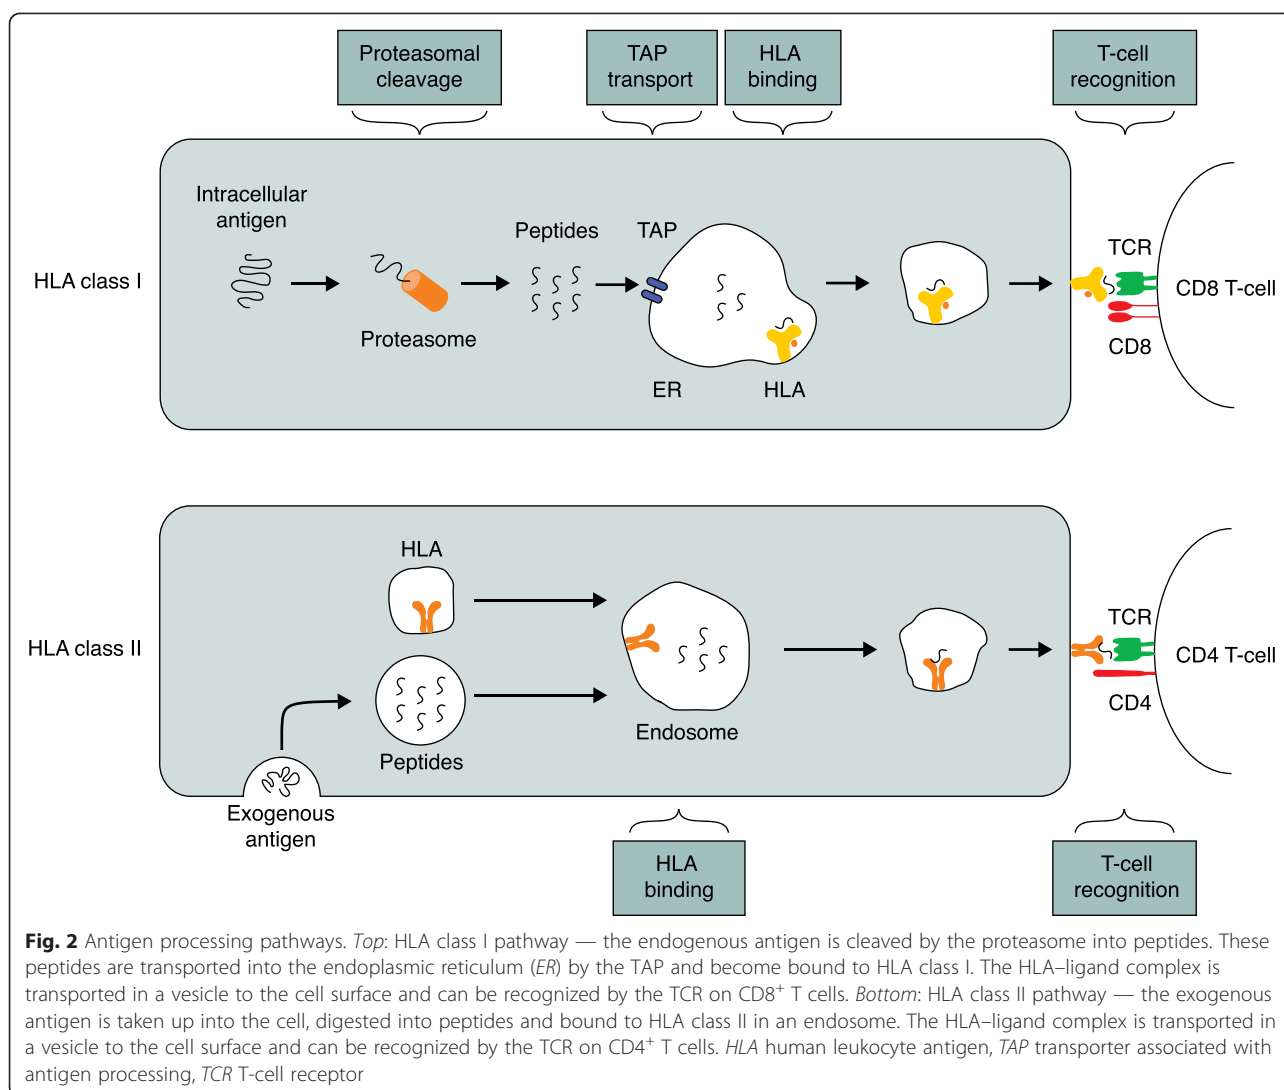 Proteasomal
cleavage
TAP
transport
HLA
binding
T-cell
recognition
Intracellular
antigen
Peptides
TAP
TCR
HLA class I
CD8 T-cell
Proteasome
CD8
ER
HLA
HLA
TCR
HLA class II
CD4 T-cell
CD4
Endosome
Peptides
Exogenous
antigen
HLA
binding
T-cell
recognition
Fig. 2 Antigen processing pathways. Top: HLA class I pathway — the endogenous antigen is cleaved by the proteasome into peptides. These
peptides are transported into the endoplasmic reticulum (ER) by the TAP and become bound to HLA class I. The HLA–ligand complex is
transported in a vesicle to the cell surface and can be recognized by the TCR on CD8⁺ T cells. Bottom: HLA class II pathway — the exogenous
antigen is taken up into the cell, digested into peptides and bound to HLA class II in an endosome. The HLA–ligand complex is transported in
a vesicle to the cell surface and can be recognized by the TCR on CD4⁺ T cells. HLA human leukocyte antigen, TAP transporter associated with
antigen processing, TCR T-cell receptor